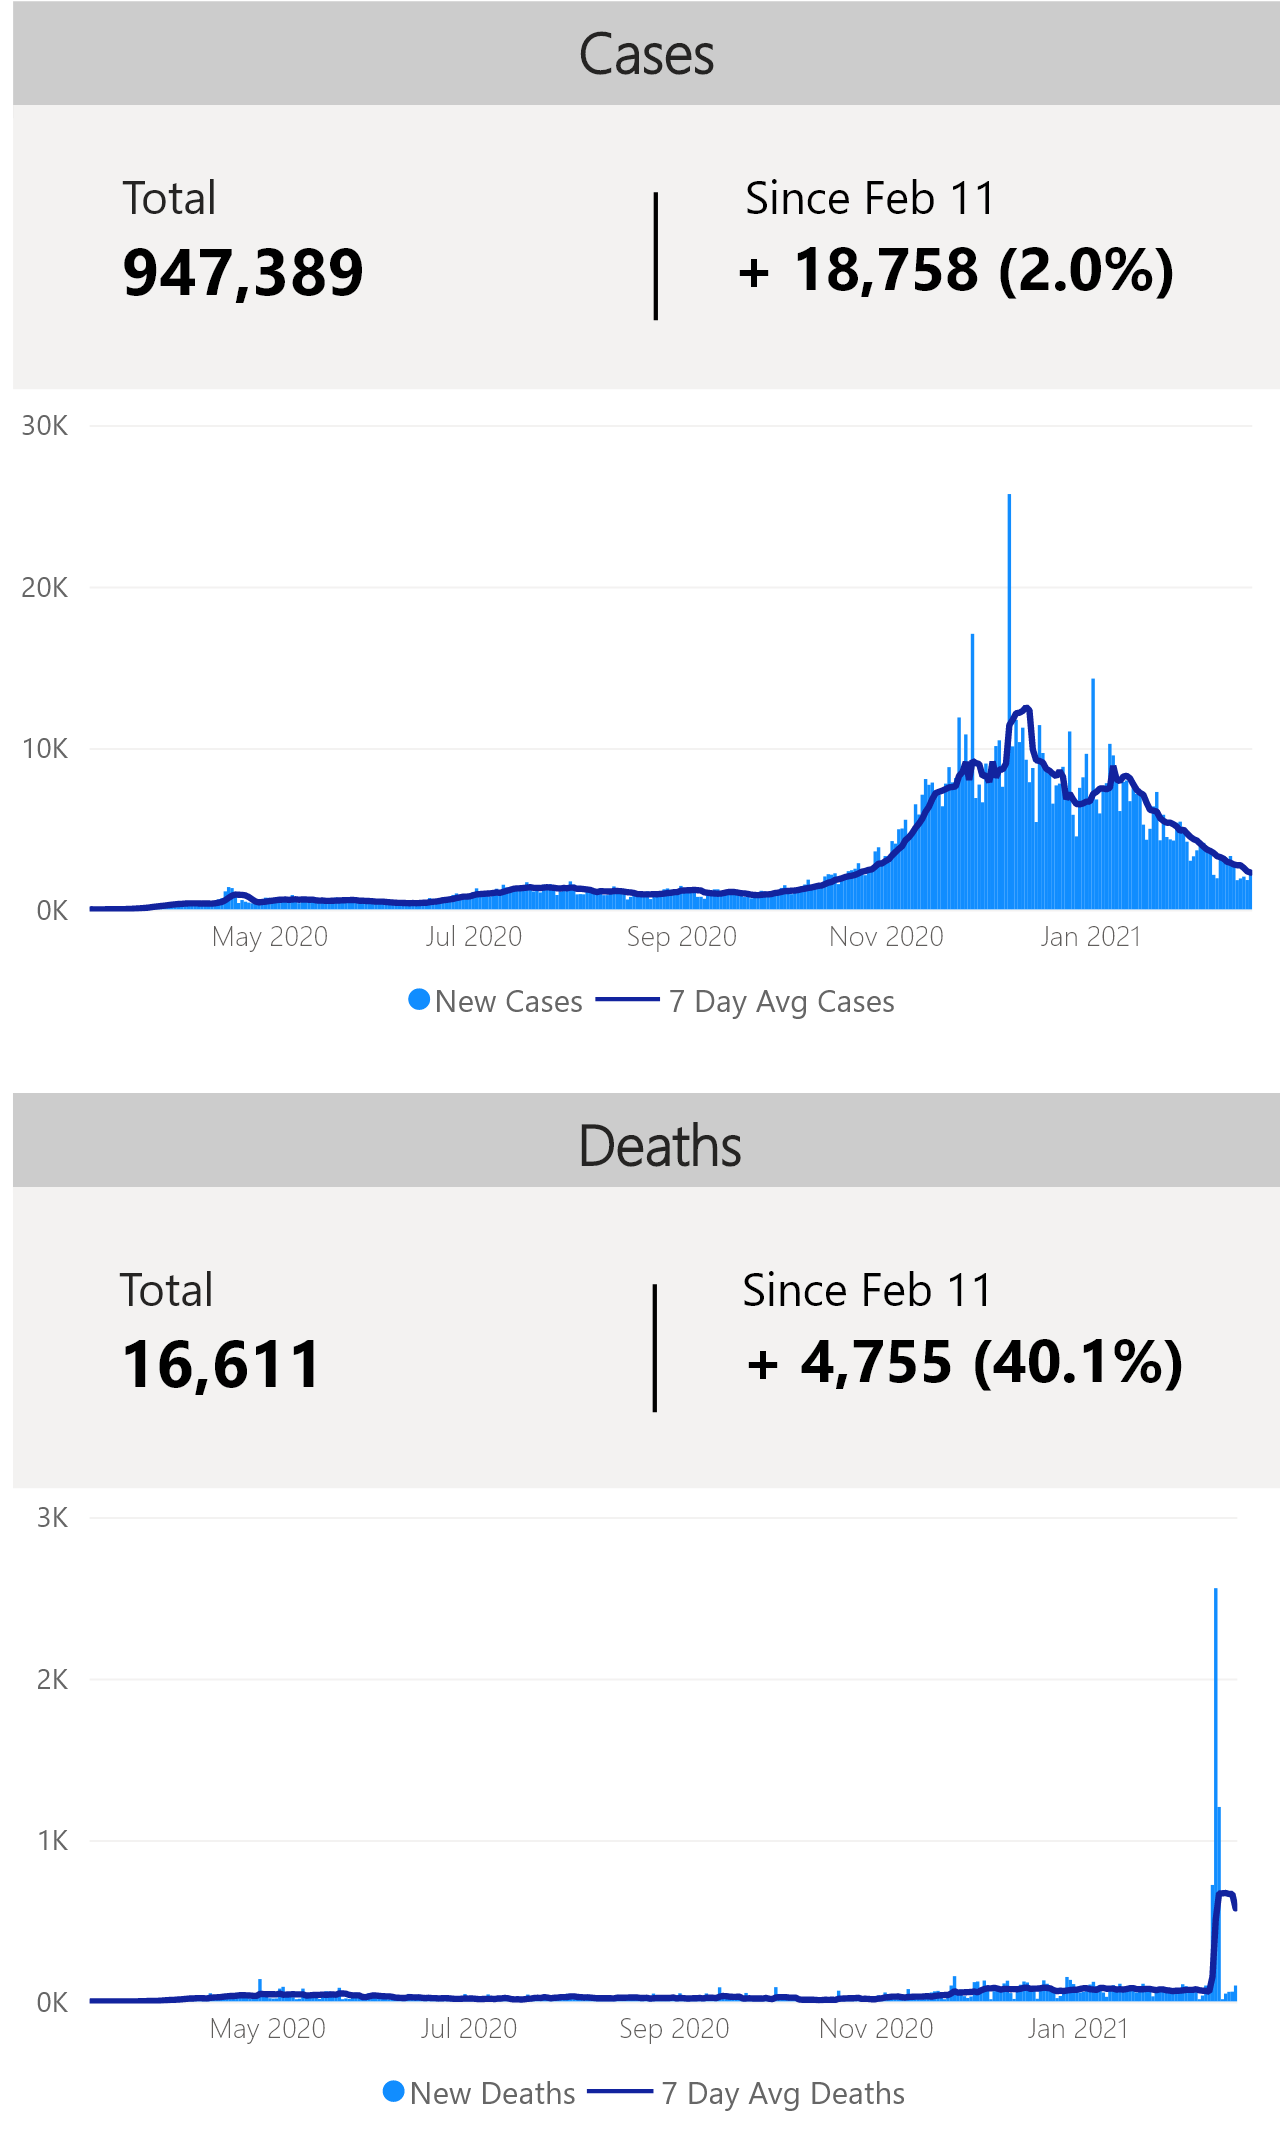 Cases
Total
Since Feb 11
947,389
+ 18,758 (2.0%)
30K
20K
10K
0K
May 2020
Jul 2020
Sep 2020
Nov 2020
Jan 2021
New Cases
7 Day Avg Cases
Deaths
Total
Since Feb 11
16,611
+ 4,755 (40.1%)
3K
2K
1K
0K
May 2020
Jul 2020
Sep 2020
Nov 2020
Jan 2021
New Deaths
7 Day Avg Deaths